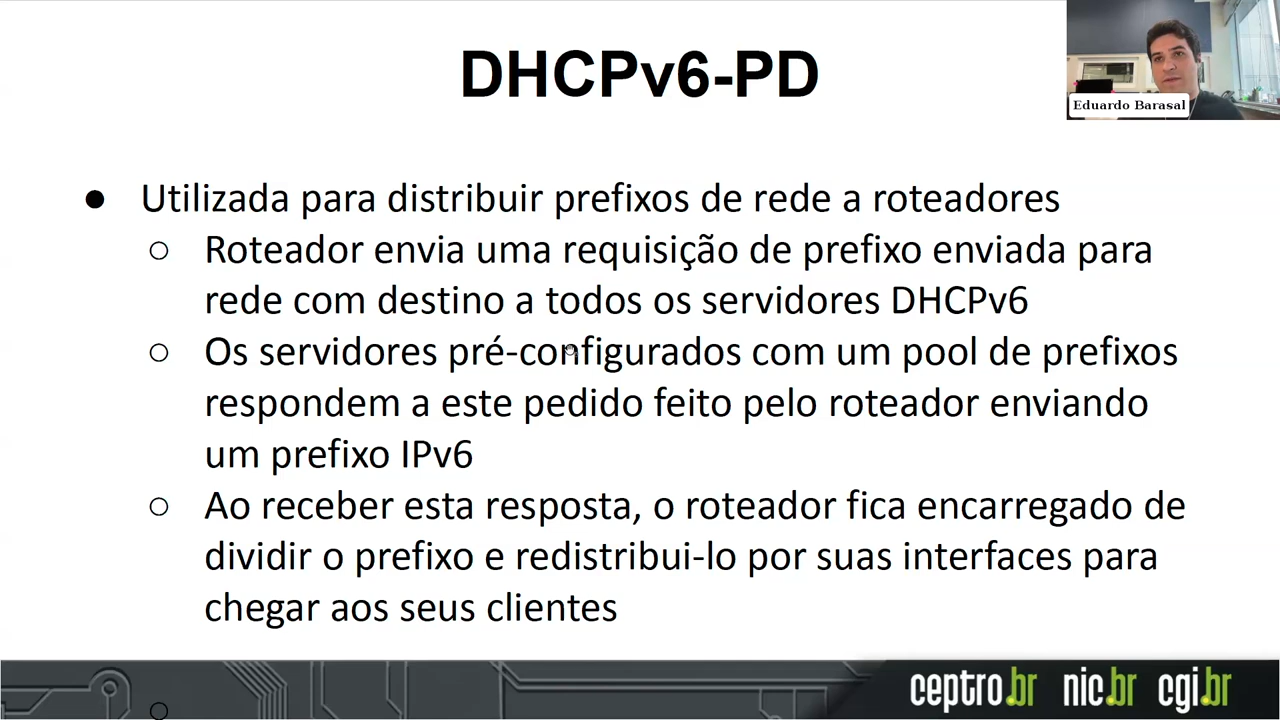 DHCPv6-PD
Eduardo Barasal
● Utilizada para distribuir prefixos de rede a roteadores
○ Roteador envia uma requisição de prefixo enviada para
rede com destino a todos os servidores DHCPv6
○ Os servidores pré-configurados com um pool de prefixos
respondem a este pedido feito pelo roteador enviando
um prefixo IPv6
○ Ao receber esta resposta, o roteador fica encarregado de
dividir o prefixo e redistribui-lo por suas interfaces para
chegar aos seus clientes
○
ceptro.br nic.br cgi.br